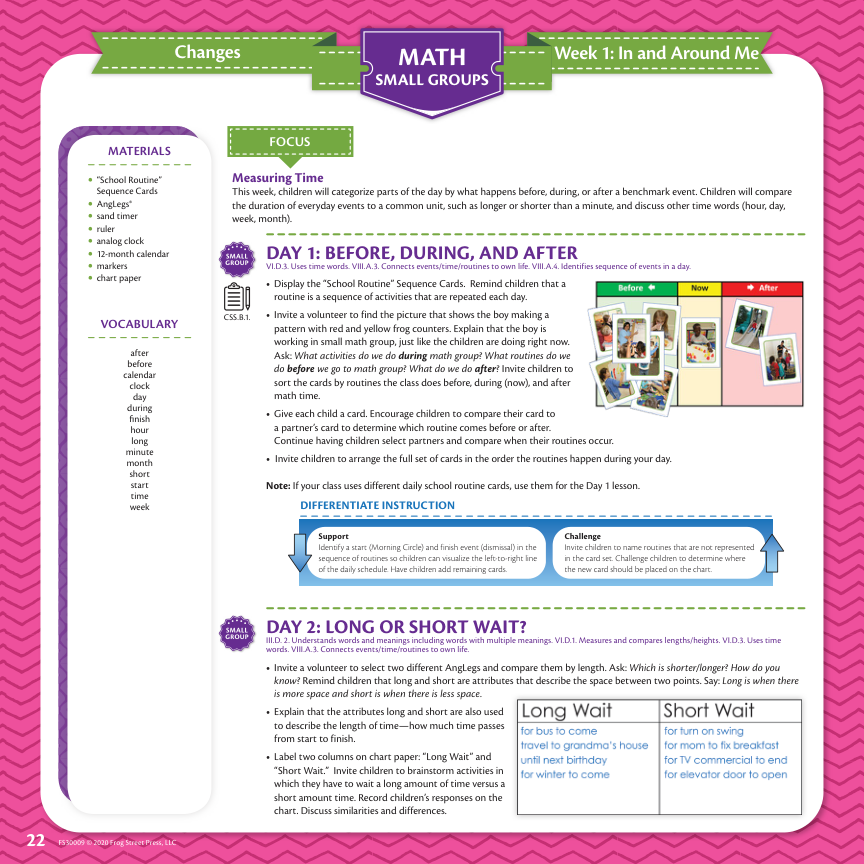 Changes
MATH
SMALL GROUPS
Week 1: In and Around Me
MATERIALS
• "School Routine"
Sequence Cards
• AngLegs®
• sand timer
• ruler
• analog clock
• 12-month calendar
• markers
• chart paper
VOCABULARY
after
before
calendar
clock
day
during
finish
hour
long
minute
month
short
start
time
week
FOCUS
Measuring Time
This week, children will categorize parts of the day by what happens before, during, or after a benchmark event. Children will compare
the duration of everyday events to a common unit, such as longer or shorter than a minute, and discuss other time words (hour, day,
week, month).
SMALL
GROUP
DAY 1: BEFORE, DURING, AND AFTER
VI.D.3. Uses time words. VIII.A.3. Connects events/time/routines to own life. VIII.A.4. Identifies sequence of events in a day.
CSS.B.1.
• Display the "School Routine" Sequence Cards. Remind children that a
routine is a sequence of activities that are repeated each day.
• Invite a volunteer to find the picture that shows the boy making a
pattern with red and yellow frog counters. Explain that the boy is
working in small math group, just like the children are doing right now.
Ask: What activities do we do during math group? What routines do we
do before we go to math group? What do we do after? Invite children to
sort the cards by routines the class does before, during (now), and after
math time.
• Give each child a card. Encourage children to compare their card to
a partner's card to determine which routine comes before or after.
Continue having children select partners and compare when their routines occur.
• Invite children to arrange the full set of cards in the order the routines happen during your day.
Before
Now
After
Note: If your class uses different daily school routine cards, use them for the Day 1 lesson.
DIFFERENTIATE INSTRUCTION
Support
Identify a start (Morning Circle) and finish event (dismissal) in the
sequence of routines so children can visualize the left-to-right line
of the daily schedule. Have children add remaining cards.
Challenge
Invite children to name routines that are not represented
in the card set. Challenge children to determine where
the new card should be placed on the chart.
SMALL
GROUP
DAY 2: LONG OR SHORT WAIT?
III.D. 2. Understands words and meanings including words with multiple meanings. VI.D.1. Measures and compares lengths/heights. VI.D.3. Uses time
words. VIII.A.3. Connects events/time/routines to own life.
• Invite a volunteer to select two different AngLegs and compare them by length. Ask: Which is shorter/longer? How do you
know? Remind children that long and short are attributes that describe the space between two points. Say: Long is when there
is more space and short is when there is less space.
• Explain that the attributes long and short are also used
to describe the length of time—how much time passes
from start to finish.
• Label two columns on chart paper: "Long Wait" and
"Short Wait." Invite children to brainstorm activities in
which they have to wait a long amount of time versus a
short amount time. Record children's responses on the
chart. Discuss similarities and differences.
Long Wait
for bus to come
travel to grandma's house
until next birthday
for winter to come
Short Wait
for turn on swing
for mom to fix breakfast
for TV commercial to end
for elevator door to open
22
FS30009 © 2020 Frog Street Press, LLC